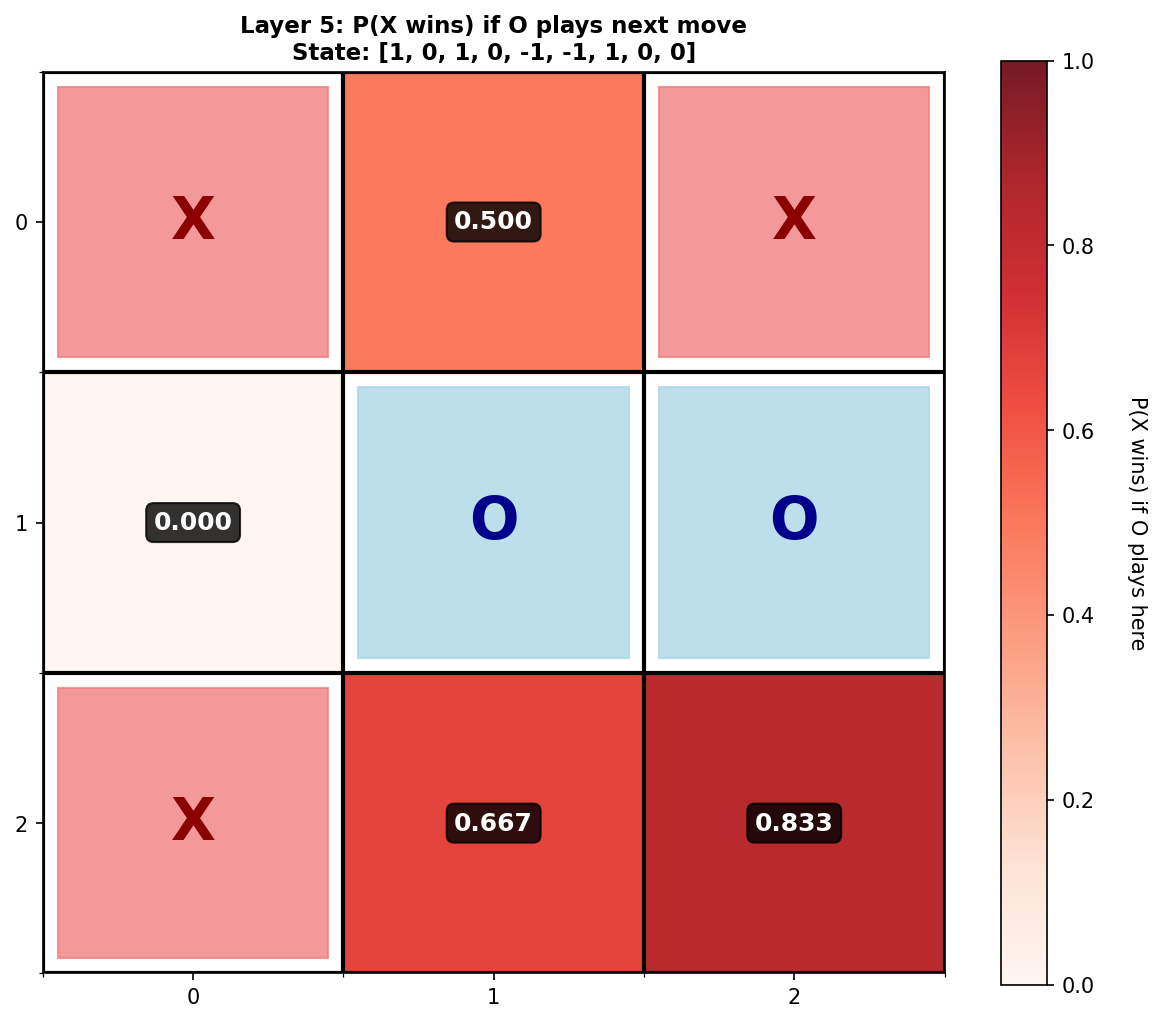 Layer 5: P(X wins) if O plays next move
State: [1, 0, 1, 0, -1, -1, 1, 0, 0]
0
X
0.500
X
1
0.000
O
O
2
X
0.667
0.833
0
1
2
1.0
0.8
0.6
0.4
0.2
0.0
P(X wins) if O plays here